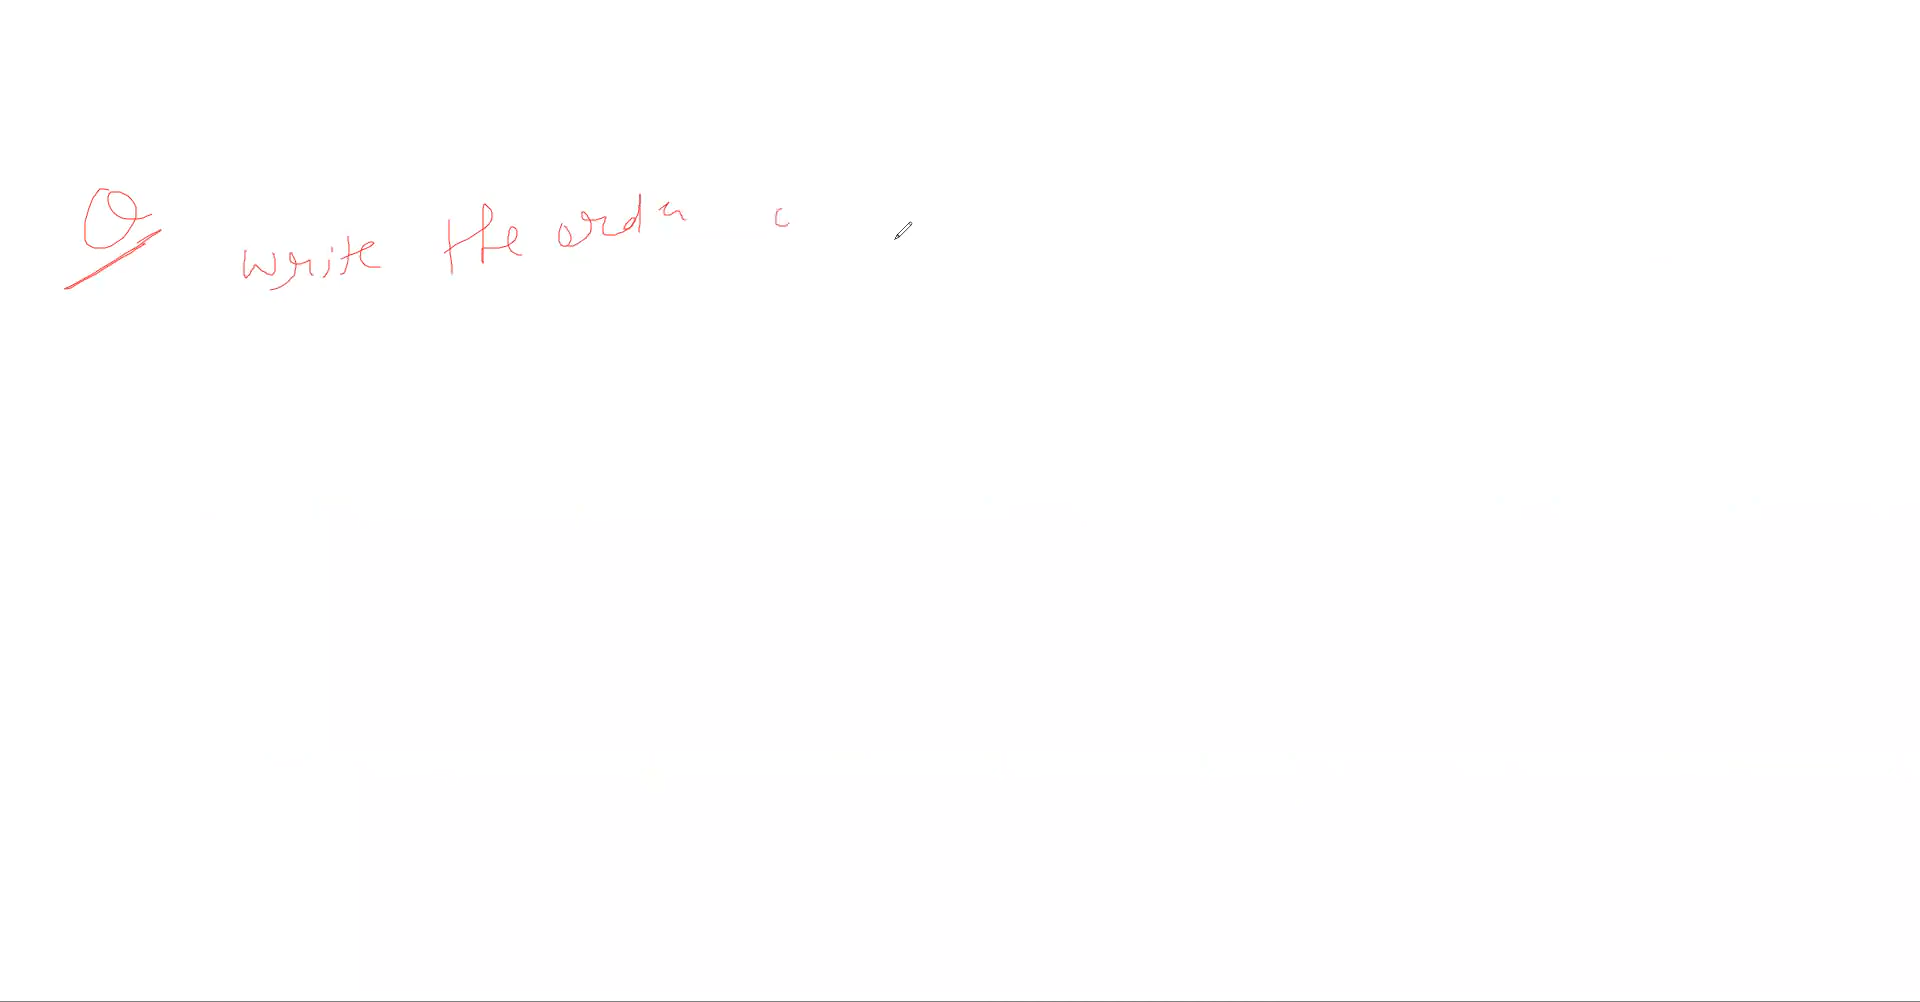 Q write the order